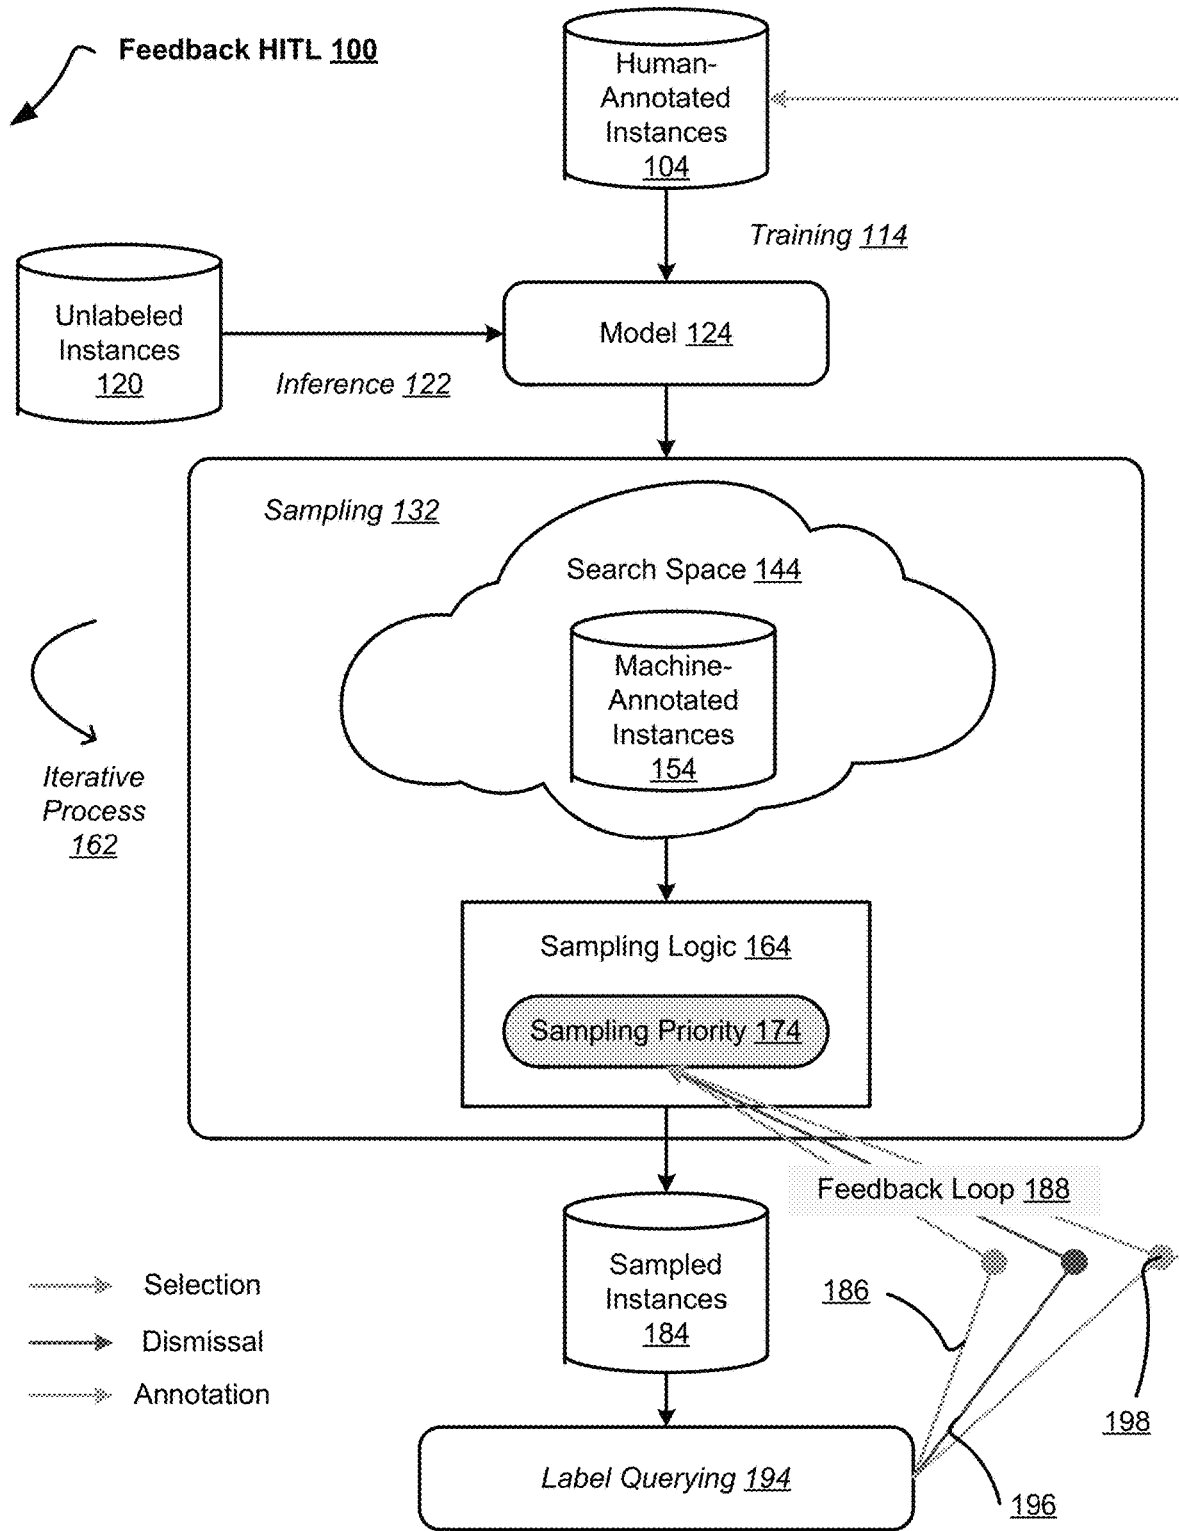 Feedback HITL 100
Human-
Annotated
Instances
104
Training 114
Unlabeled
Instances
120
Model 124
Inference 122
Sampling 132
Search Space 144
Machine-
Annotated
Instances
154
Iterative
Process
162
Sampling Logic 164
Sampling Priority 174
Feedback Loop 188
Sampled
Instances
184
Selection
Dismissal
Annotation
186
198
Label Querying 194
196